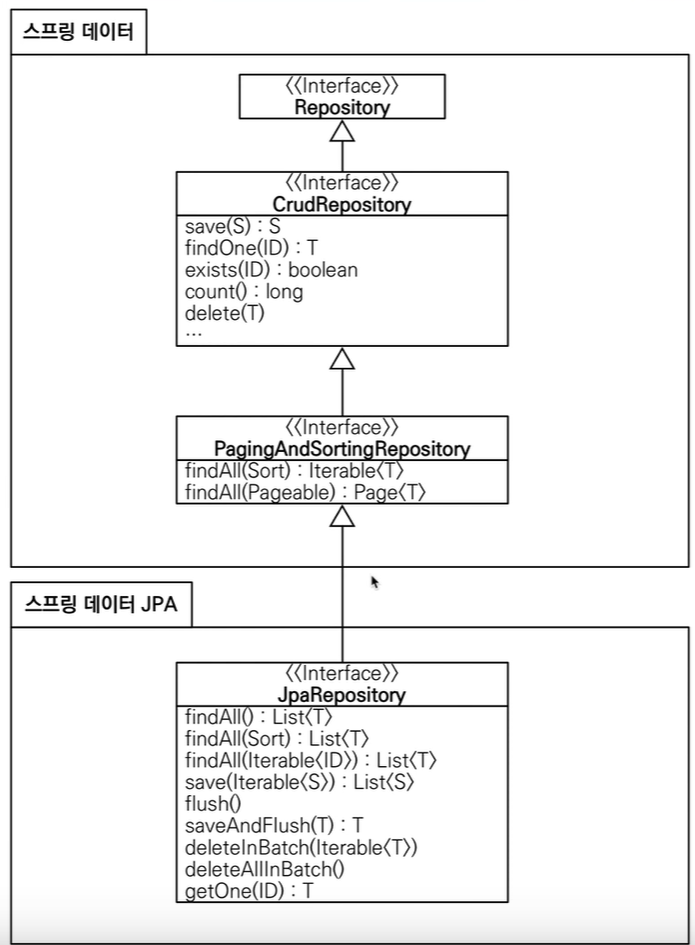 스프링 데이터
〈〈Interface〉〉
Repository
〈〈Interface〉〉
CrudRepository
save(S) : S
findOne(ID) : T
exists(ID) : boolean
count() : long
delete(T)
...
〈〈Interface〉〉
PagingAndSortingRepository
findAll(Sort) : Iterable〈T〉
findAll(Pageable) : Page〈T〉
스프링 데이터 JPA
〈〈Interface〉〉
JpaRepository
findAll() : List〈T〉
findAll(Sort) : List〈T〉
findAll(Iterable〈ID〉) : List〈T〉
save(Iterable〈S〉) : List〈S〉
flush()
saveAndFlush(T) : T
deleteInBatch(Iterable〈T〉)
deleteAllInBatch()
getOne(ID) : T